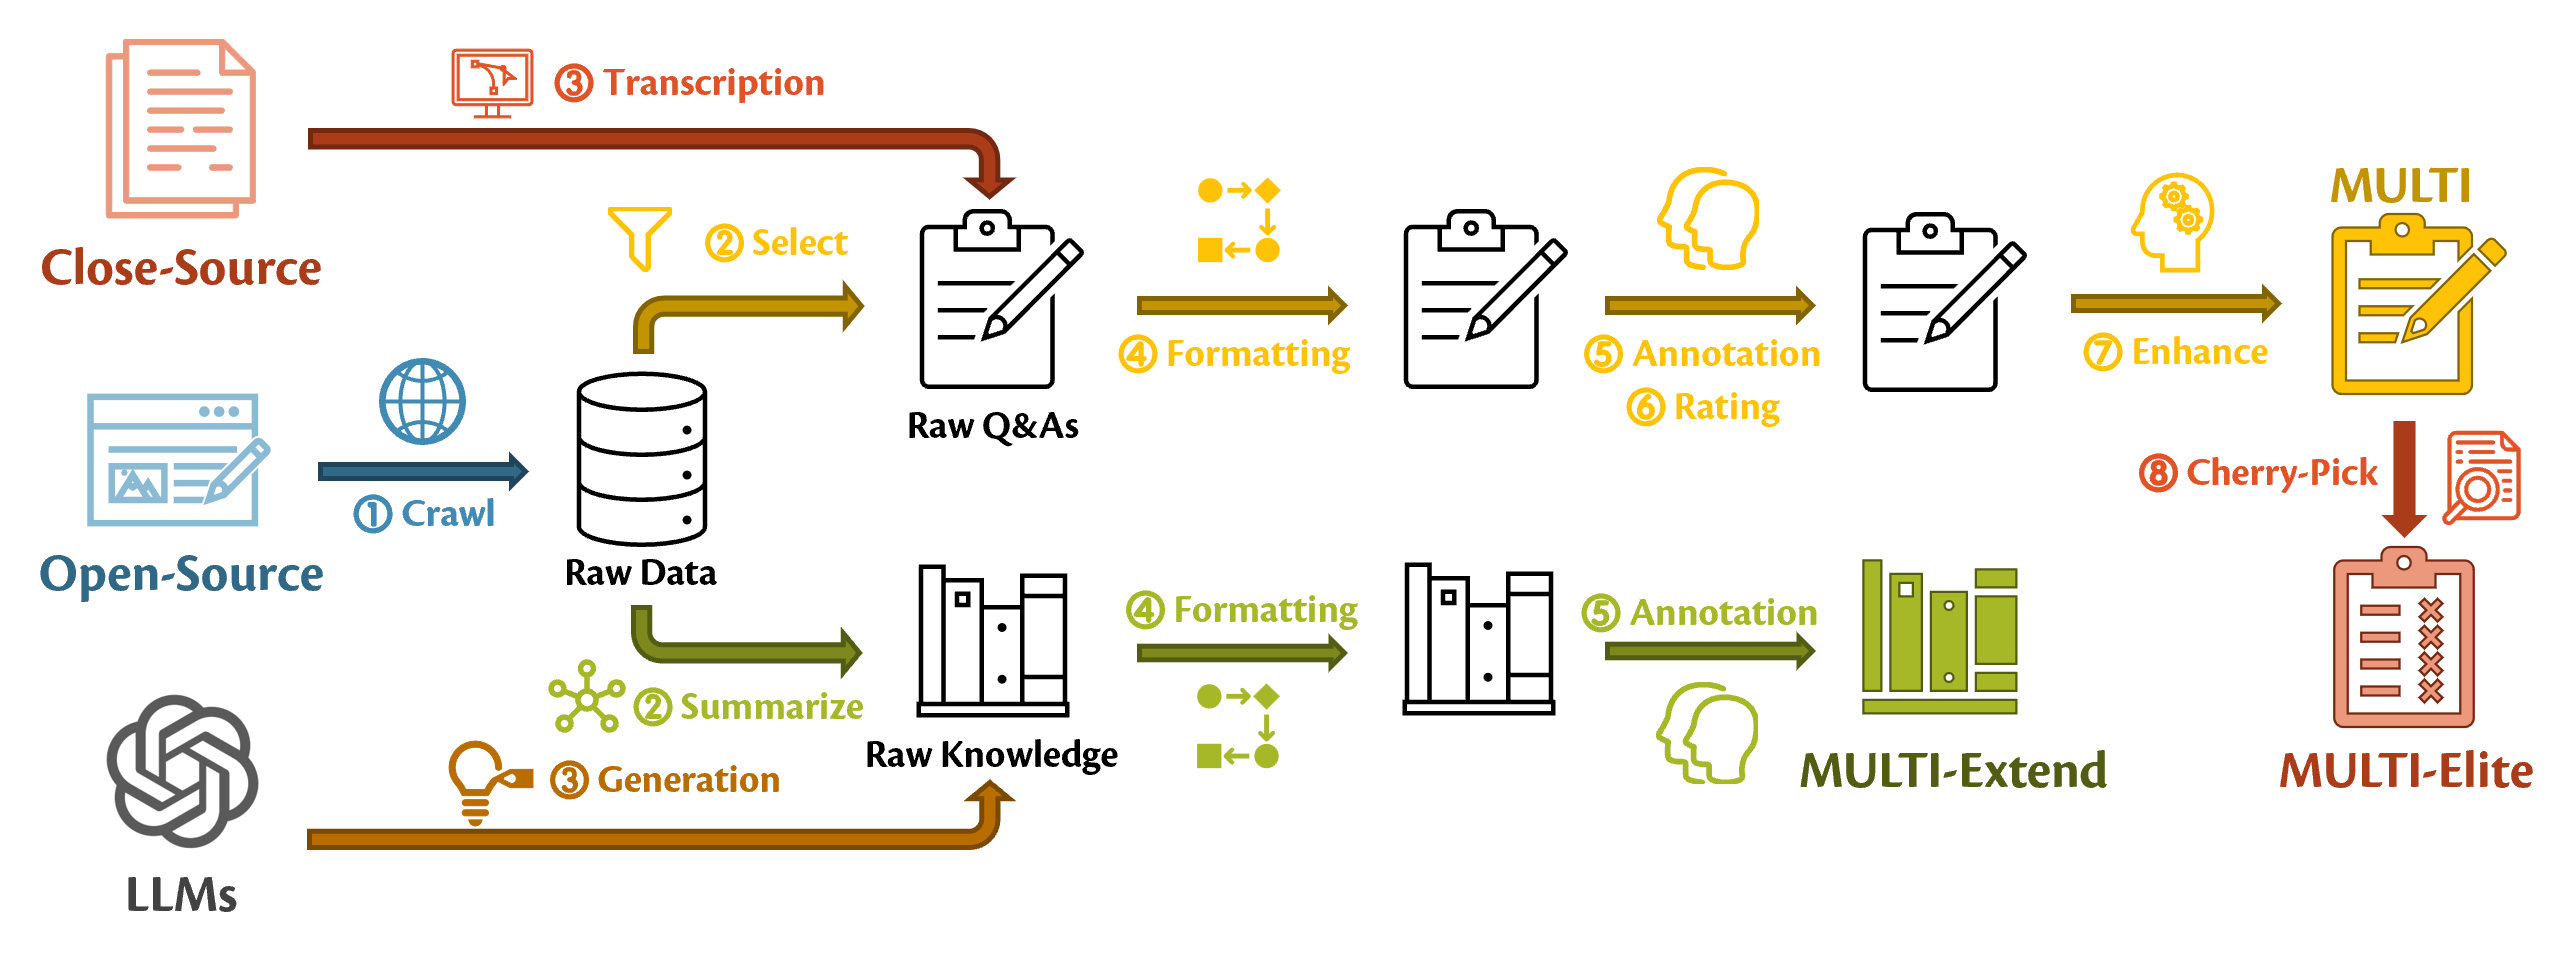 ③ Transcription
Close-Source
② Select
MULTI
④ Formatting
⑤ Annotation
⑥ Rating
⑦ Enhance
Raw Q&As
① Crawl
Open-Source
Raw Data
⑧ Cherry-Pick
④ Formatting
⑤ Annotation
② Summarize
Raw Knowledge
③ Generation
MULTI-Extend
MULTI-Elite
LLMs